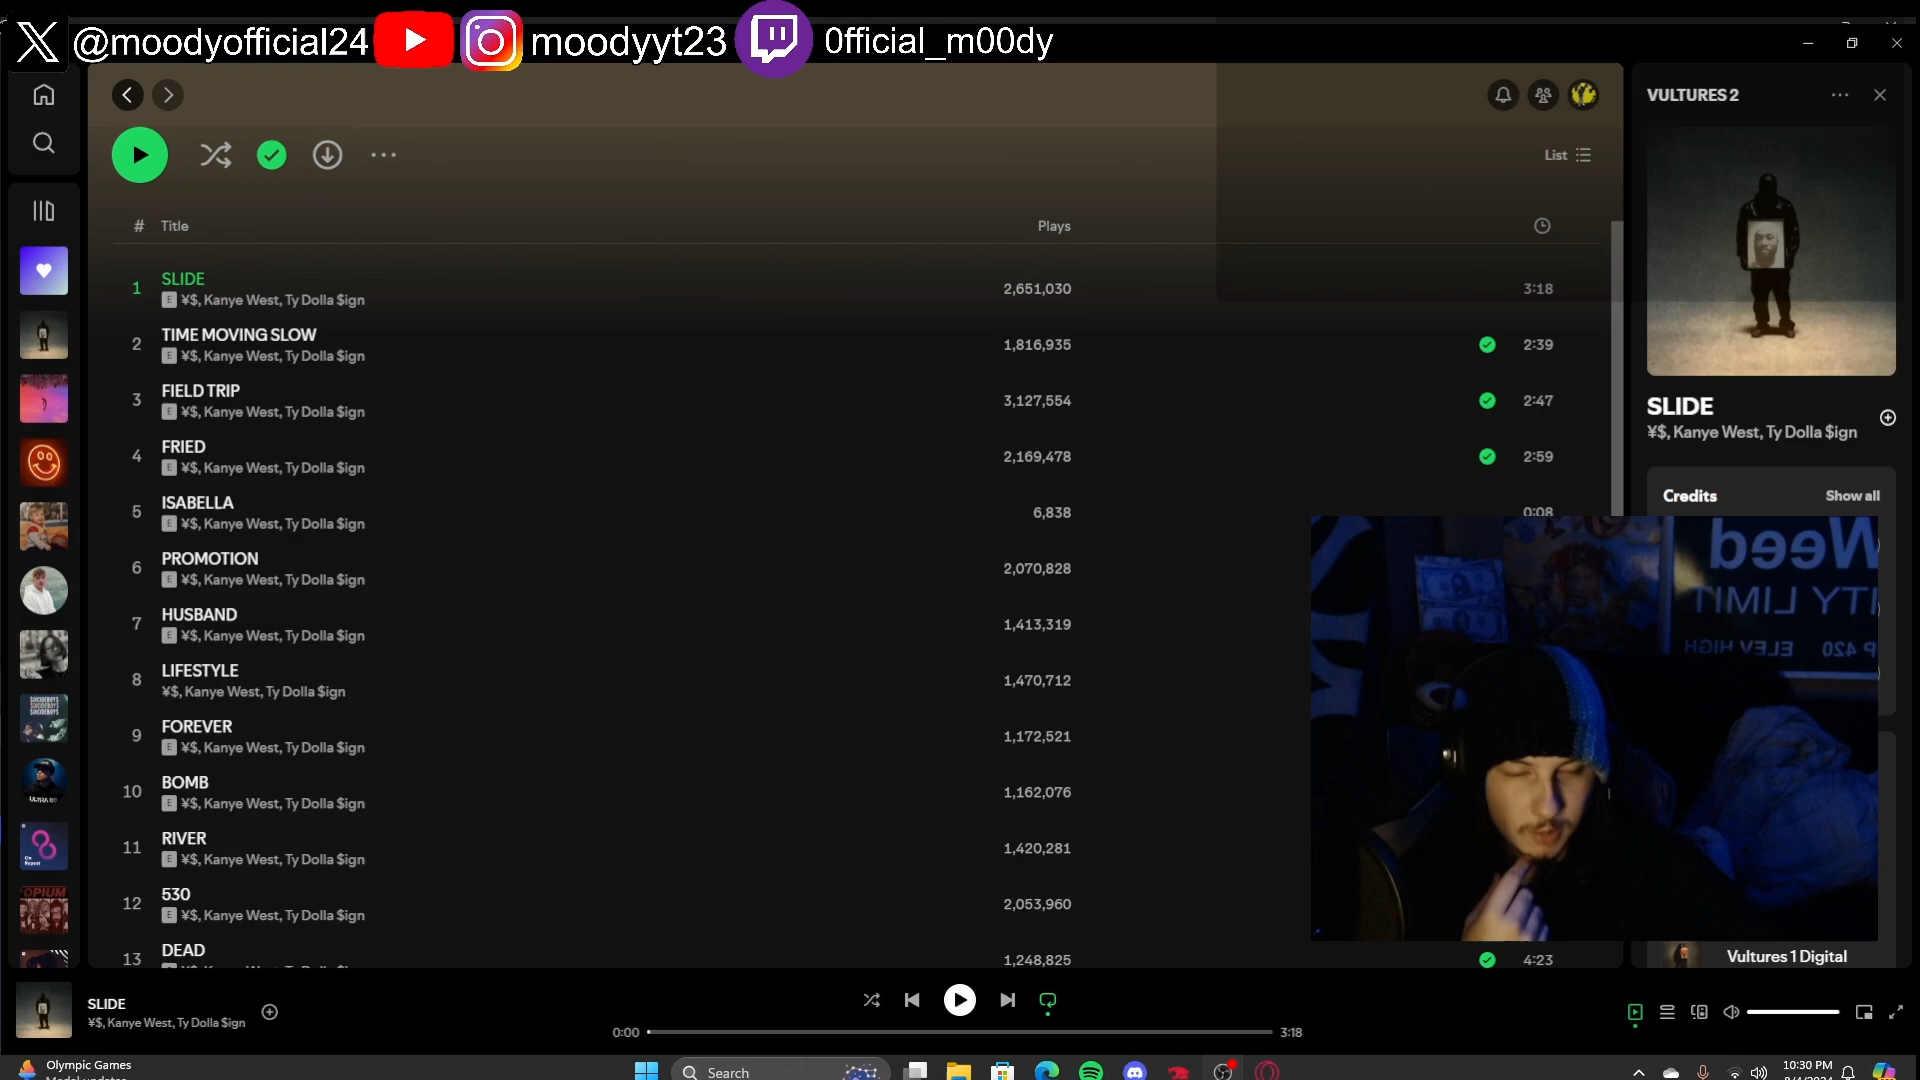 @moodyofficial24 moodyyt23 0fficial_m00dy
List
VULTURES 2
# Title Plays
1 SLIDE 2,651,030 3:18
E ¥$, Kanye West, Ty Dolla $ign
2 TIME MOVING SLOW 1,816,935 2:39
E ¥$, Kanye West, Ty Dolla $ign
3 FIELD TRIP 3,127,554 2:47
E ¥$, Kanye West, Ty Dolla $ign
4 FRIED 2,169,478 2:59
E ¥$, Kanye West, Ty Dolla $ign
5 ISABELLA 6,838 0:08
E ¥$, Kanye West, Ty Dolla $ign
6 PROMOTION 2,070,828
E ¥$, Kanye West, Ty Dolla $ign
7 HUSBAND 1,413,319
E ¥$, Kanye West, Ty Dolla $ign
8 LIFESTYLE 1,470,712
¥$, Kanye West, Ty Dolla $ign
9 FOREVER 1,172,521
E ¥$, Kanye West, Ty Dolla $ign
10 BOMB 1,162,076
E ¥$, Kanye West, Ty Dolla $ign
11 RIVER 1,420,281
E ¥$, Kanye West, Ty Dolla $ign
12 530 2,053,960
E ¥$, Kanye West, Ty Dolla $ign
13 DEAD 1,248,825 4:23
SLIDE
¥$, Kanye West, Ty Dolla $ign
Credits Show all
Weed
ITY LIMIT
P 420 ELEV HIGH
Vultures 1 Digital
On
Repeat
OPIUM
SLIDE
¥$, Kanye West, Ty Dolla $ign
0:00 3:18
Olympic Games
Search
10:30 PM